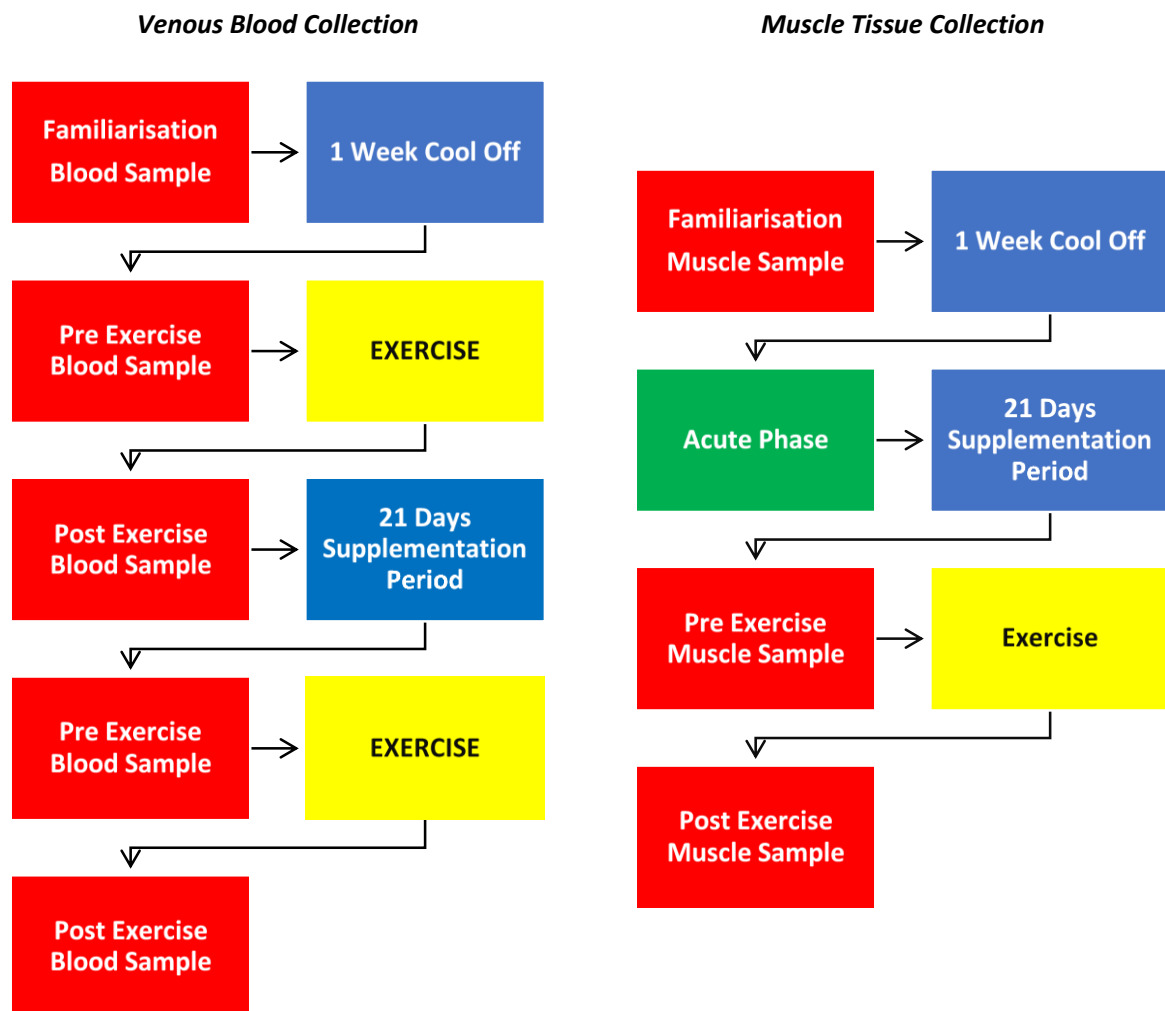 Venous Blood Collection
Familiarisation
Blood Sample
1 Week Cool Off
Pre Exercise
Blood Sample
EXERCISE
Post Exercise
Blood Sample
21 Days
Supplementation
Period
Pre Exercise
Blood Sample
EXERCISE
Post Exercise
Blood Sample
Muscle Tissue Collection
Familiarisation
Muscle Sample
1 Week Cool Off
Acute Phase
21 Days
Supplementation
Period
Pre Exercise
Muscle Sample
Exercise
Post Exercise
Muscle Sample